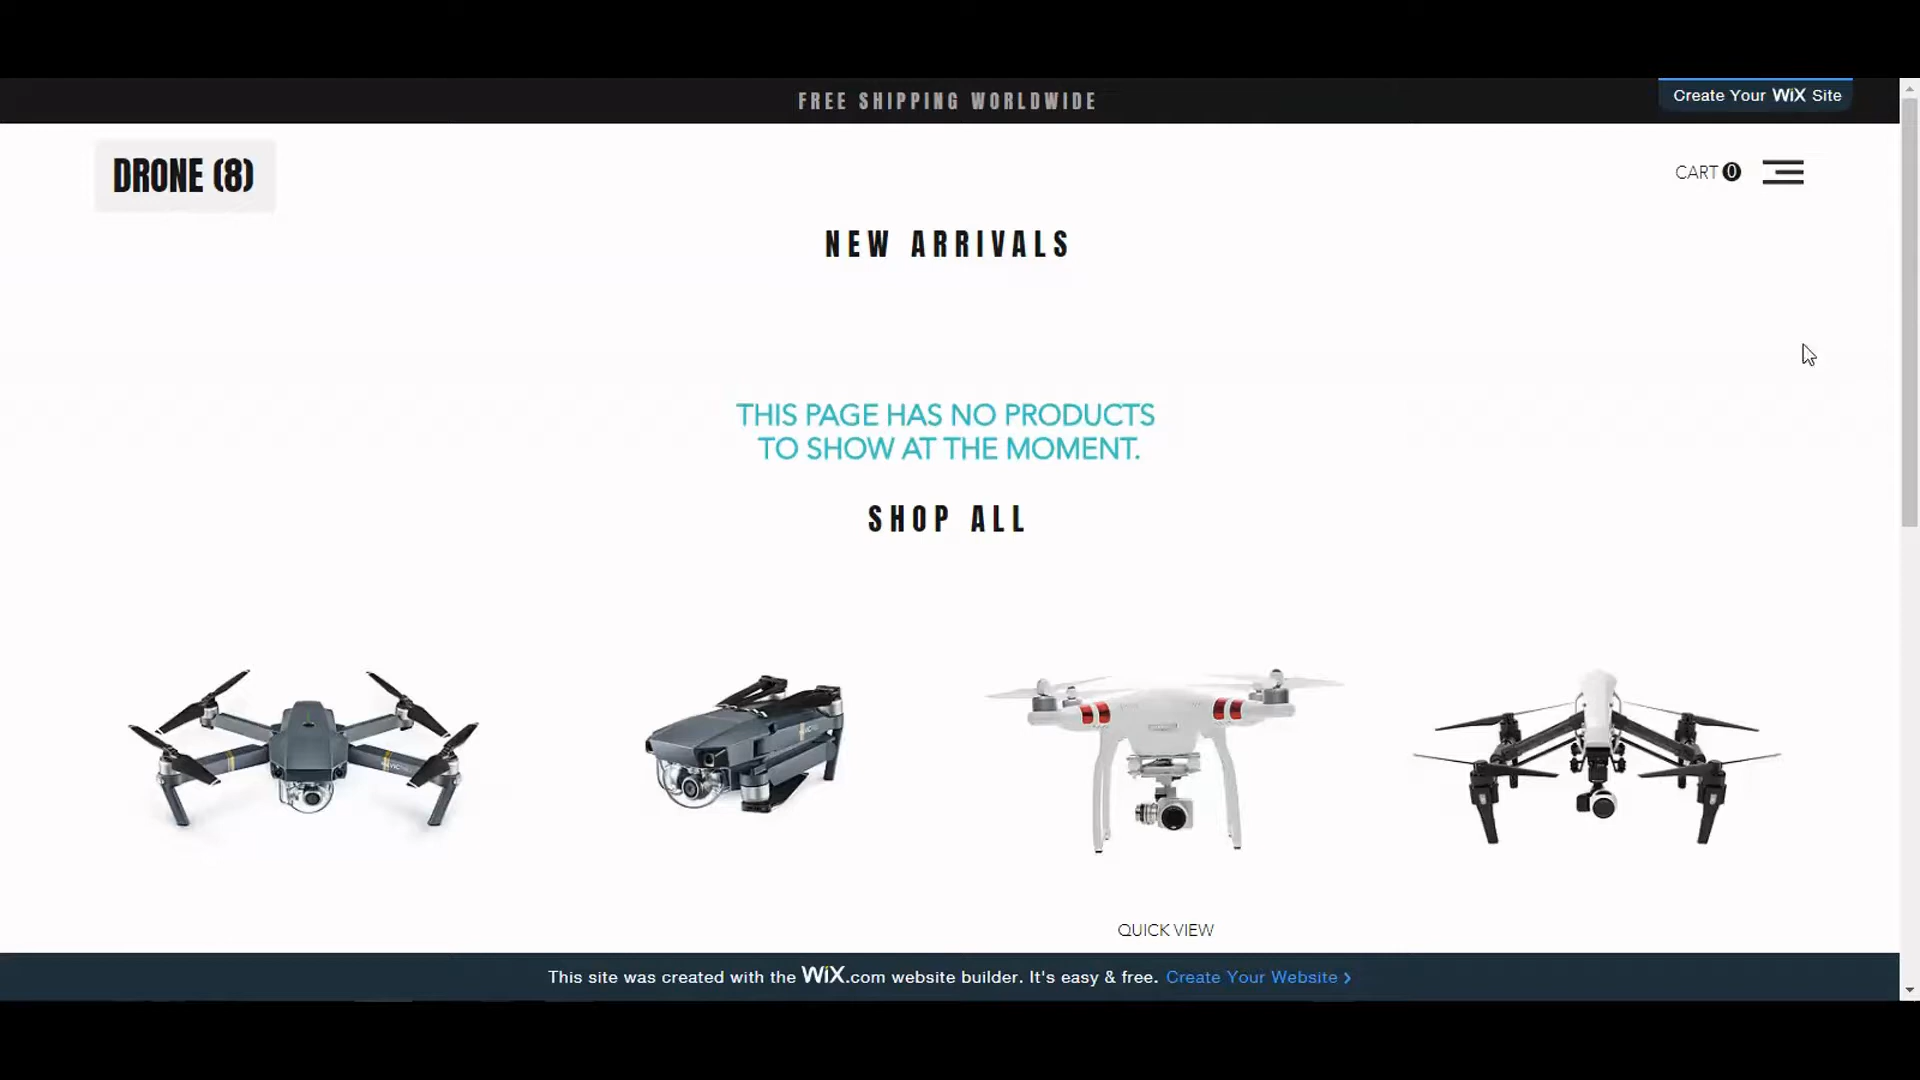 FREE SHIPPING WORLDWIDE
Create Your WiX Site
DRONE (8)
CART 0
NEW ARRIVALS
THIS PAGE HAS NO PRODUCTS
TO SHOW AT THE MOMENT.
SHOP ALL
QUICK VIEW
This site was created with the WiX.com website builder. It's easy & free. Create Your Website >